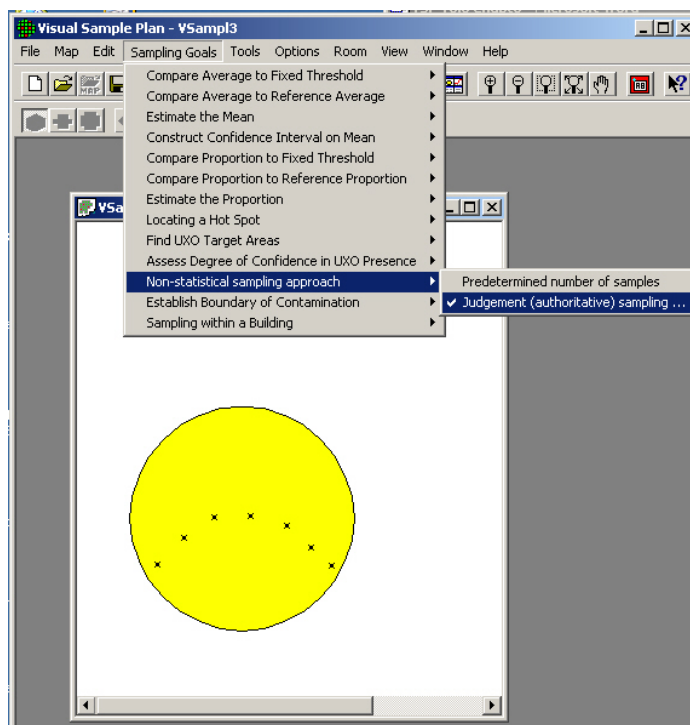 Visual Sample Plan - VSampl3
File Map Edit Sampling Goals Tools Options Room View Window Help
MAP
Compare Average to Fixed Threshold
Compare Average to Reference Average
Estimate the Mean
Construct Confidence Interval on Mean
Compare Proportion to Fixed Threshold
Compare Proportion to Reference Proportion
Estimate the Proportion
VSa
Locating a Hot Spot
Find UXO Target Areas
Assess Degree of Confidence in UXO Presence
Non-statistical sampling approach
Predetermined number of samples
Establish Boundary of Contamination
Judgement (authoritative) sampling ...
Sampling within a Building